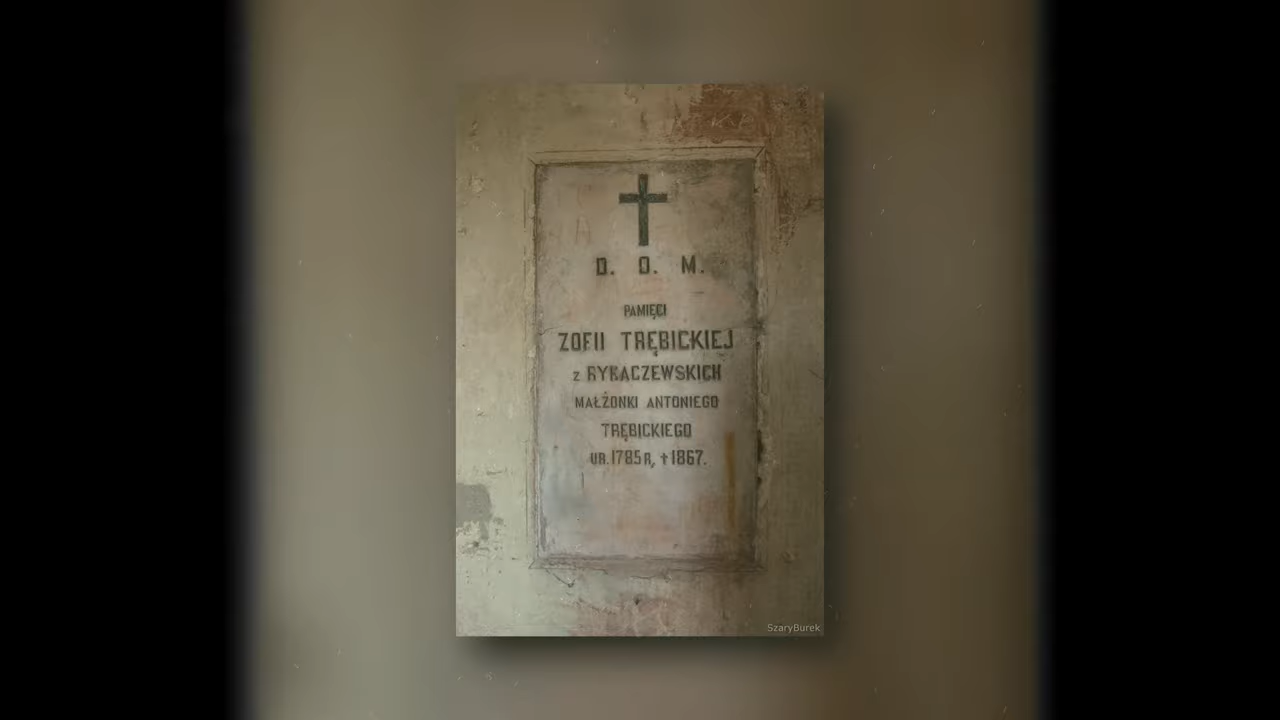 D. O. M.
PAMIĘCI
ZOFII TRĘBICKIEJ
z RYBACZEWSKICH
MAŁŻONKI ANTONIEGO
TRĘBICKIEGO
UR. 1785 R, † 1867.
SzaryBurek